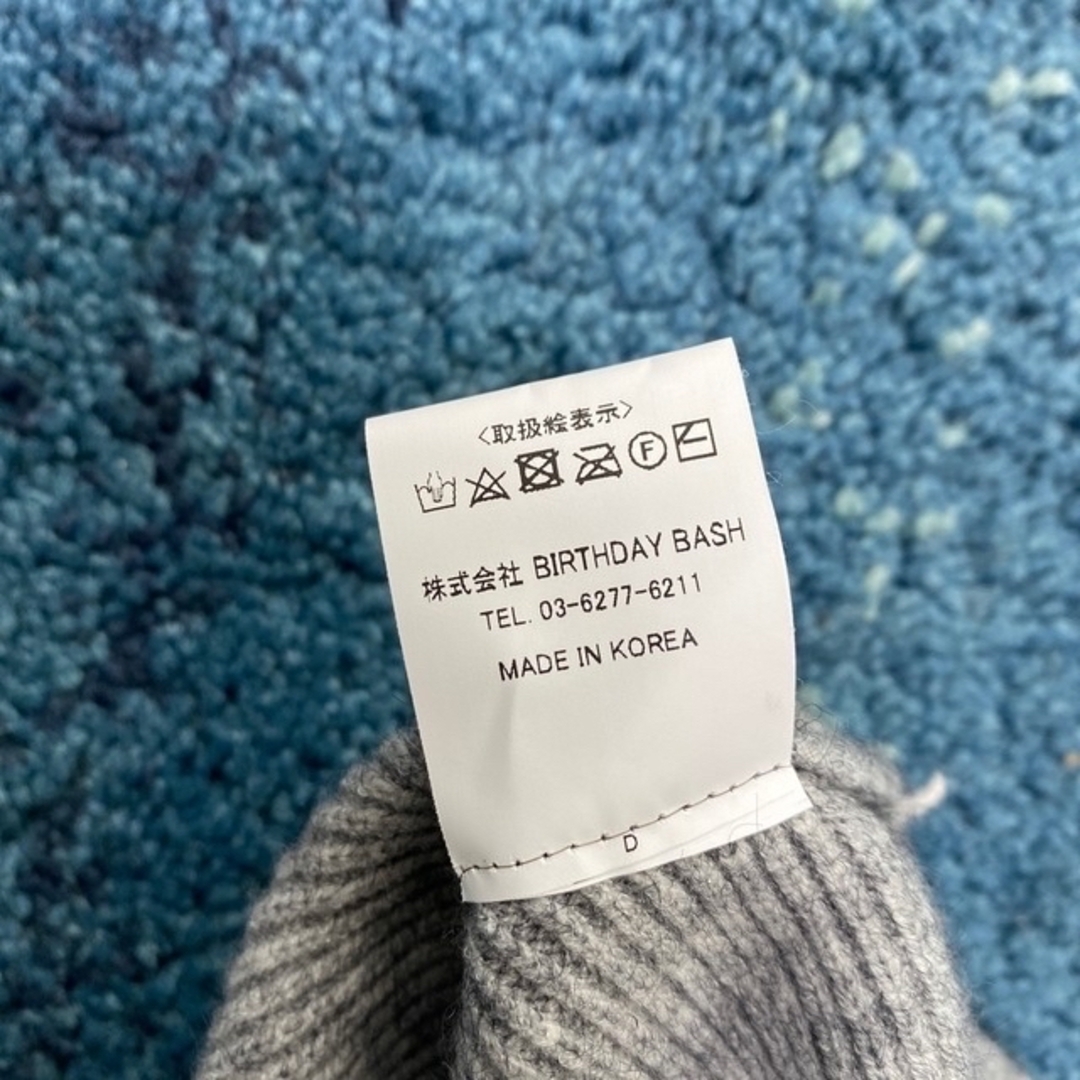 <取扱絵表示>
F
株式会社 BIRTHDAY BASH
TEL. 03-6277-6211
MADE IN KOREA
D